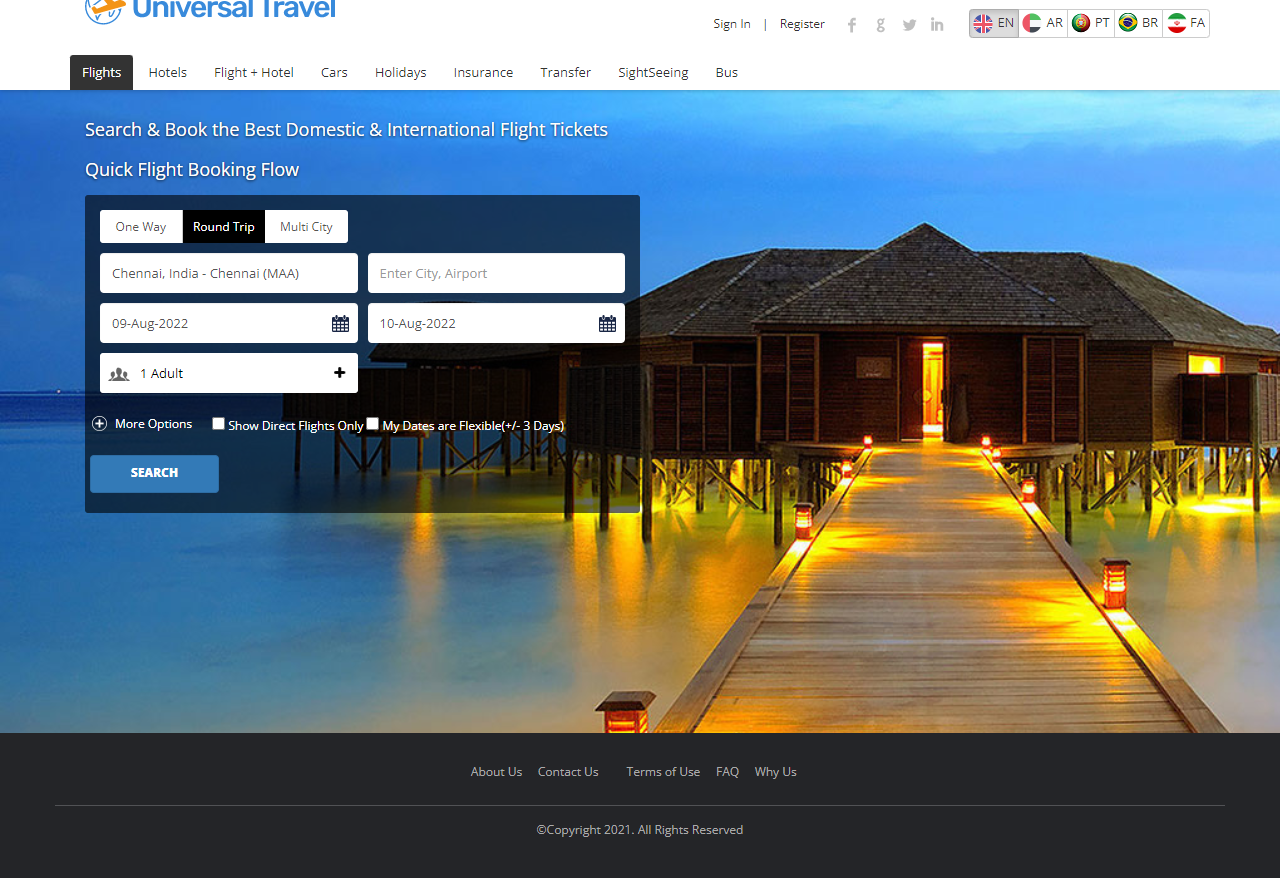 Universal Travel
Sign In | Register EN AR PT BR FA
Flights Hotels Flight + Hotel Cars Holidays Insurance Transfer SightSeeing Bus
Search & Book the Best Domestic & International Flight Tickets
Quick Flight Booking Flow
One Way Round Trip Multi City
Chennai, India - Chennai (MAA) Enter City, Airport
09-Aug-2022 10-Aug-2022
1 Adult
More Options Show Direct Flights Only My Dates are Flexible(+/- 3 Days)
SEARCH
About Us Contact Us Terms of Use FAQ Why Us
©Copyright 2021. All Rights Reserved